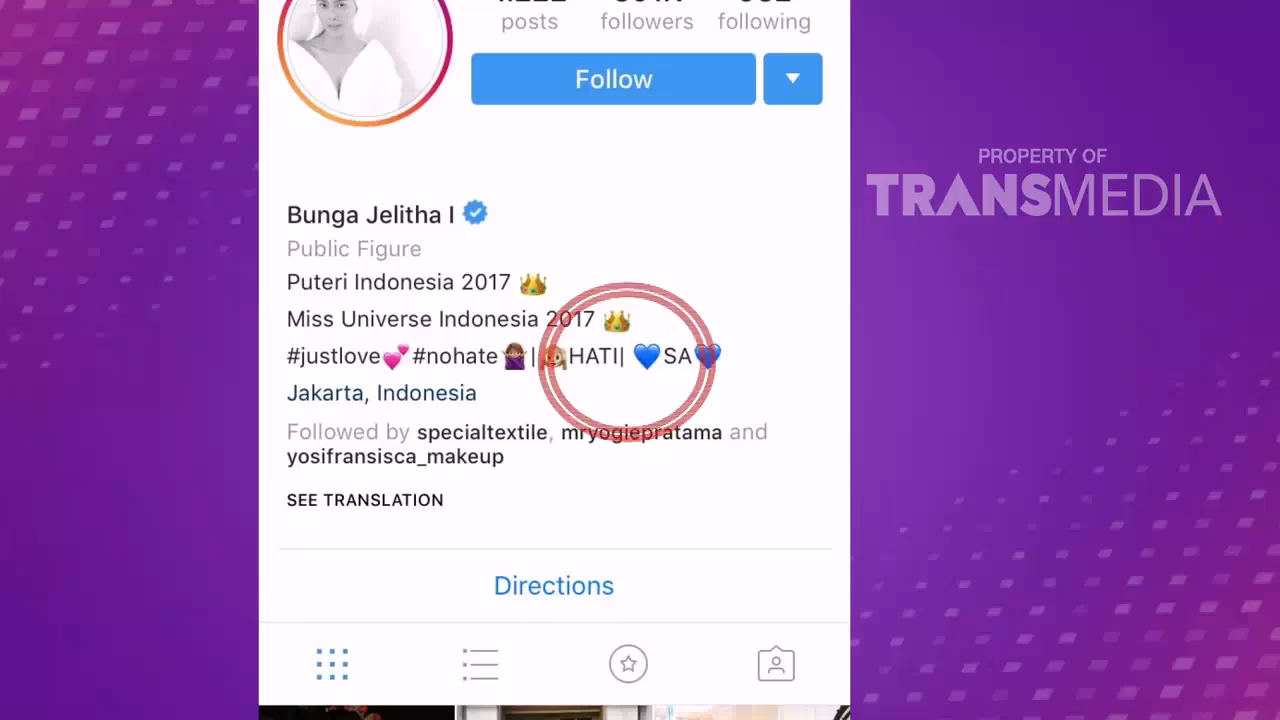 posts followers following
Follow
PROPERTY OF
TRANSMEDIA
Bunga Jelitha I
Public Figure
Puteri Indonesia 2017 👑
Miss Universe Indonesia 2017 👑
#justlove💕#nohate🙅🏽‍♀️|🙈HATI| 💙SA💙
Jakarta, Indonesia
Followed by specialtextile, mryogiepratama and
yosifransisca_makeup
SEE TRANSLATION
Directions